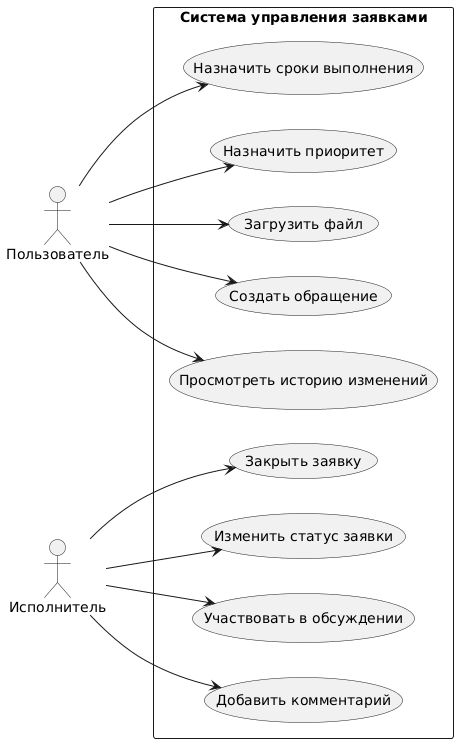 Система управления заявками
Назначить сроки выполнения
Назначить приоритет
Загрузить файл
Пользователь
Создать обращение
Просмотреть историю изменений
Закрыть заявку
Изменить статус заявки
Исполнитель
Участвовать в обсуждении
Добавить комментарий